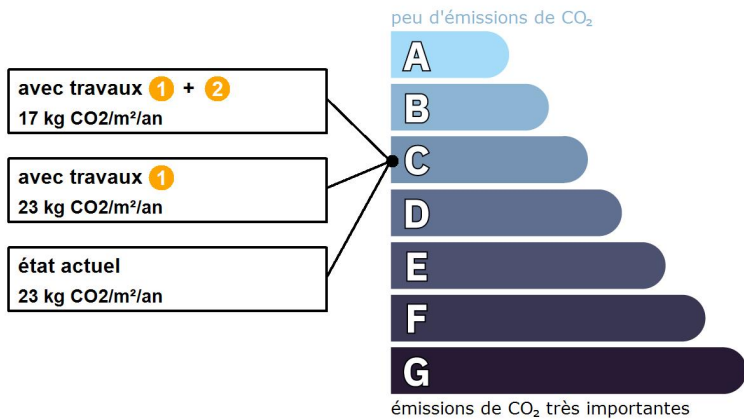 peu d'émissions de CO₂
A
avec travaux 1 + 2
17 kg CO2/m²/an
B
C
avec travaux 1
23 kg CO2/m²/an
D
état actuel
23 kg CO2/m²/an
E
F
G
émissions de CO₂ très importantes